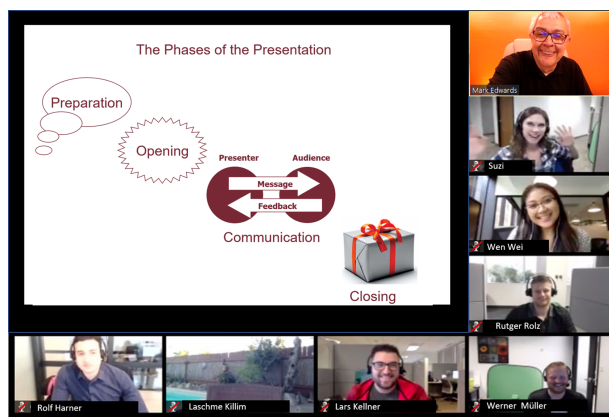 The Phases of the Presentation
Preparation
Opening
Presenter
Audience
Message
Feedback
Communication
Closing
Mark Edwards
Suzi
Wen Wei
Rutger Rolz
Rolf Harner
Laschme Killim
Lars Kellner
Werner Müller